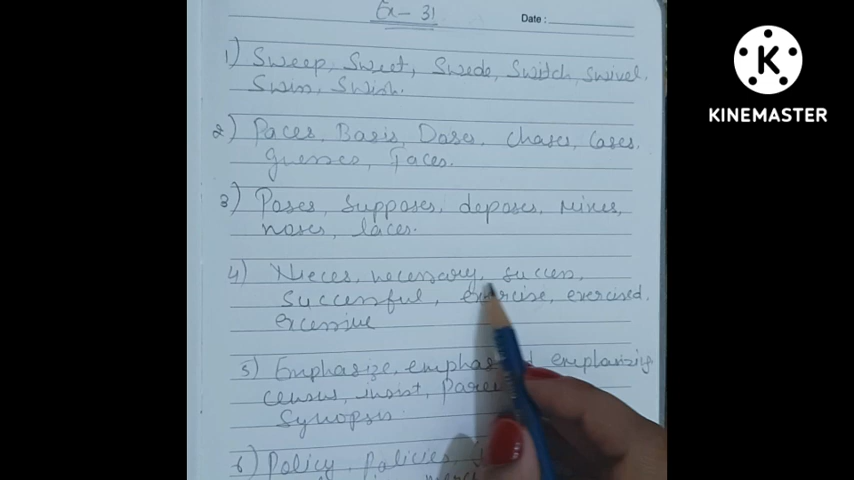 Ex - 31
Date :
K
KINEMASTER
1) Sweep, Sweet, Swede, Switch, Swivel,
Swim, Swish.
2) Paces, Basis, Doses, Chases, Cases,
guesses, Faces.
3) Poses, Supposes, deposes, Mixes,
noses, laces.
4) Nieces, necessary, success,
Successful, exercise, exercised,
excessive
5) Emphasize, emphas emphasizing
census, insist,
Synopsis.
6) Policy, Policies